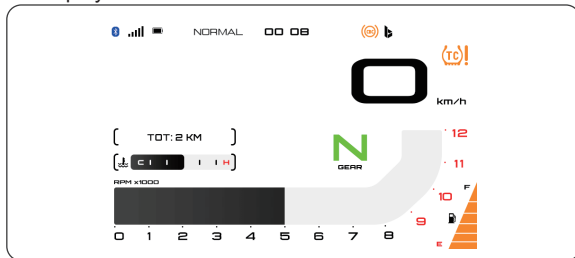 NORMAL 00 08 (CBS)
(TC)!
0
km/h
[ TOT: 2 KM ]
C H
N
GEAR
RPM x1000
12
11
10
9
F
E
0 1 2 3 4 5 6 7 8